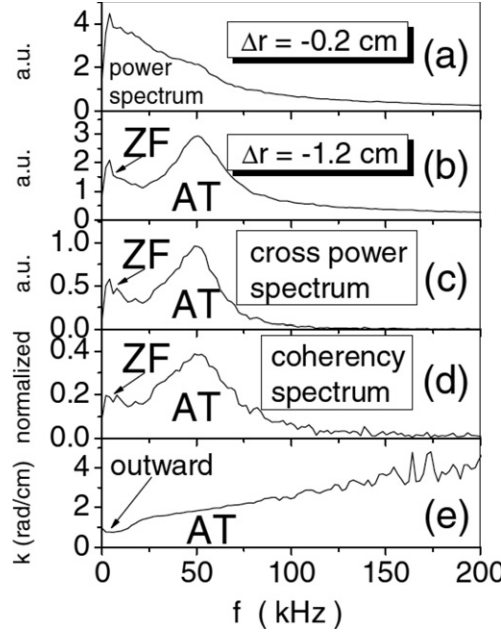 a.u.
4
2
0
power
spectrum
Δr = -0.2 cm
(a)
a.u.
3
2
1
0
ZF
AT
Δr = -1.2 cm
(b)
a.u.
1.0
0.5
0.0
ZF
AT
cross power
spectrum
(c)
normalized
0.4
0.2
0.0
ZF
AT
coherency
spectrum
(d)
k (rad/cm)
4
2
0
outward
AT
(e)
0 50 100 150 200
f ( kHz )